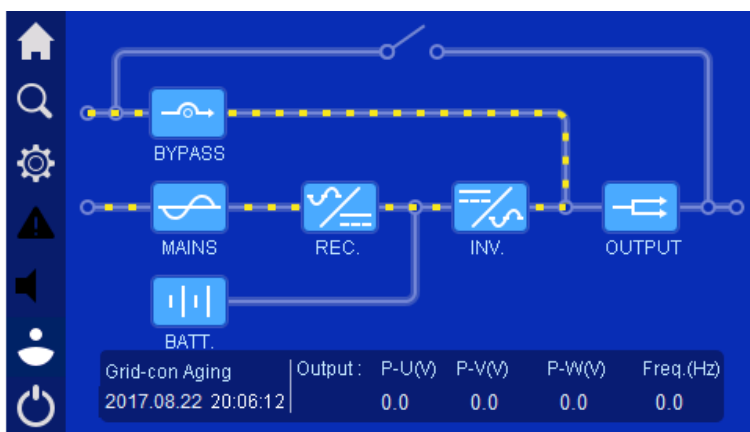 BYPASS
MAINS
REC.
INV.
OUTPUT
BATT.
Grid-con Aging
2017.08.22 20:06:12
Output : P-U(V) P-V(V) P-W(V) Freq.(Hz)
0.0 0.0 0.0 0.0